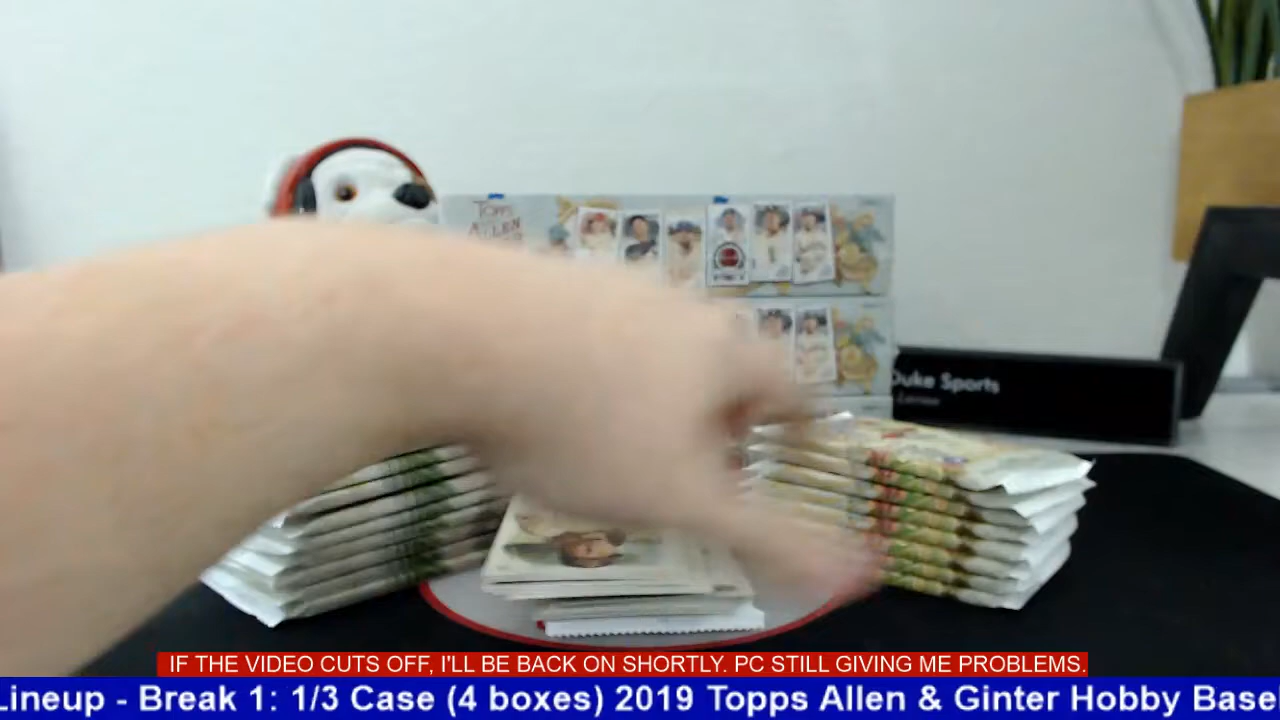 TOPPS
ALLEN
Duke Sports
IF THE VIDEO CUTS OFF, I'LL BE BACK ON SHORTLY. PC STILL GIVING ME PROBLEMS.
Lineup - Break 1: 1/3 Case (4 boxes) 2019 Topps Allen & Ginter Hobby Base